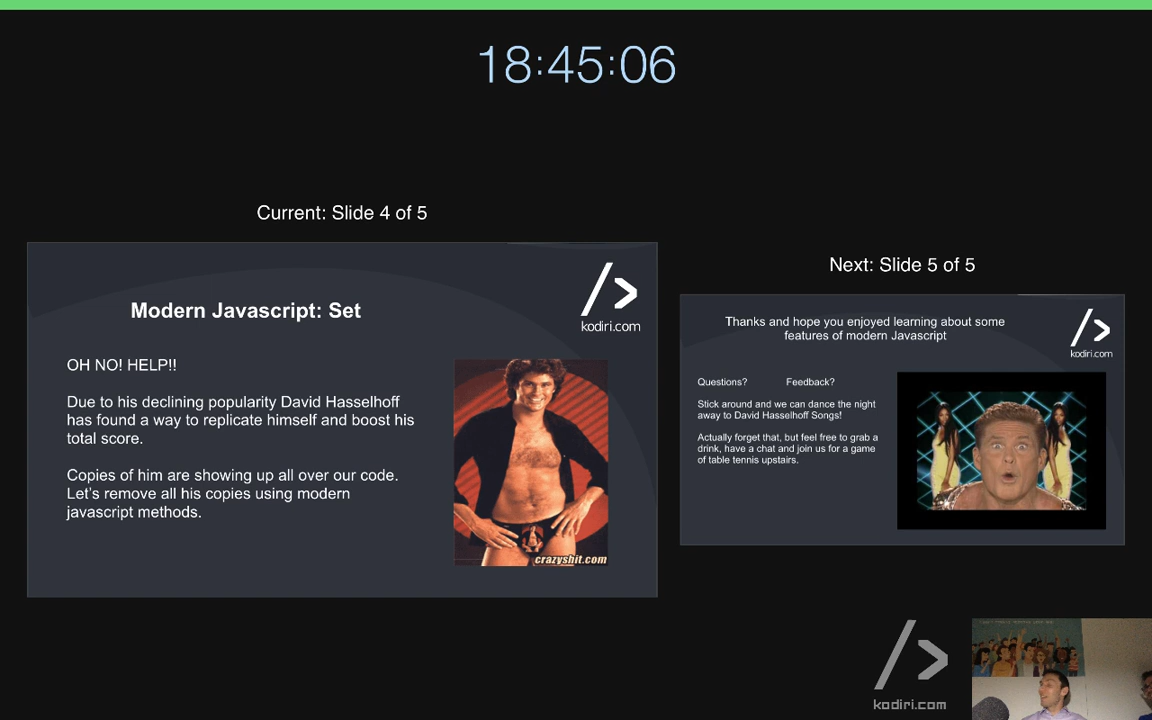 18:45:06
Current: Slide 4 of 5
Modern Javascript: Set
kodiri.com
OH NO! HELP!!
Due to his declining popularity David Hasselhoff
has found a way to replicate himself and boost his
total score.
Copies of him are showing up all over our code.
Let's remove all his copies using modern
javascript methods.
crazyshit.com
Next: Slide 5 of 5
Thanks and hope you enjoyed learning about some
features of modern Javascript
kodiri.com
Questions? Feedback?
Stick around and we can dance the night
away to David Hasselhoff Songs!
Actually forget that, but feel free to grab a
drink, have a chat and join us for a game
of table tennis upstairs.
kodiri.com